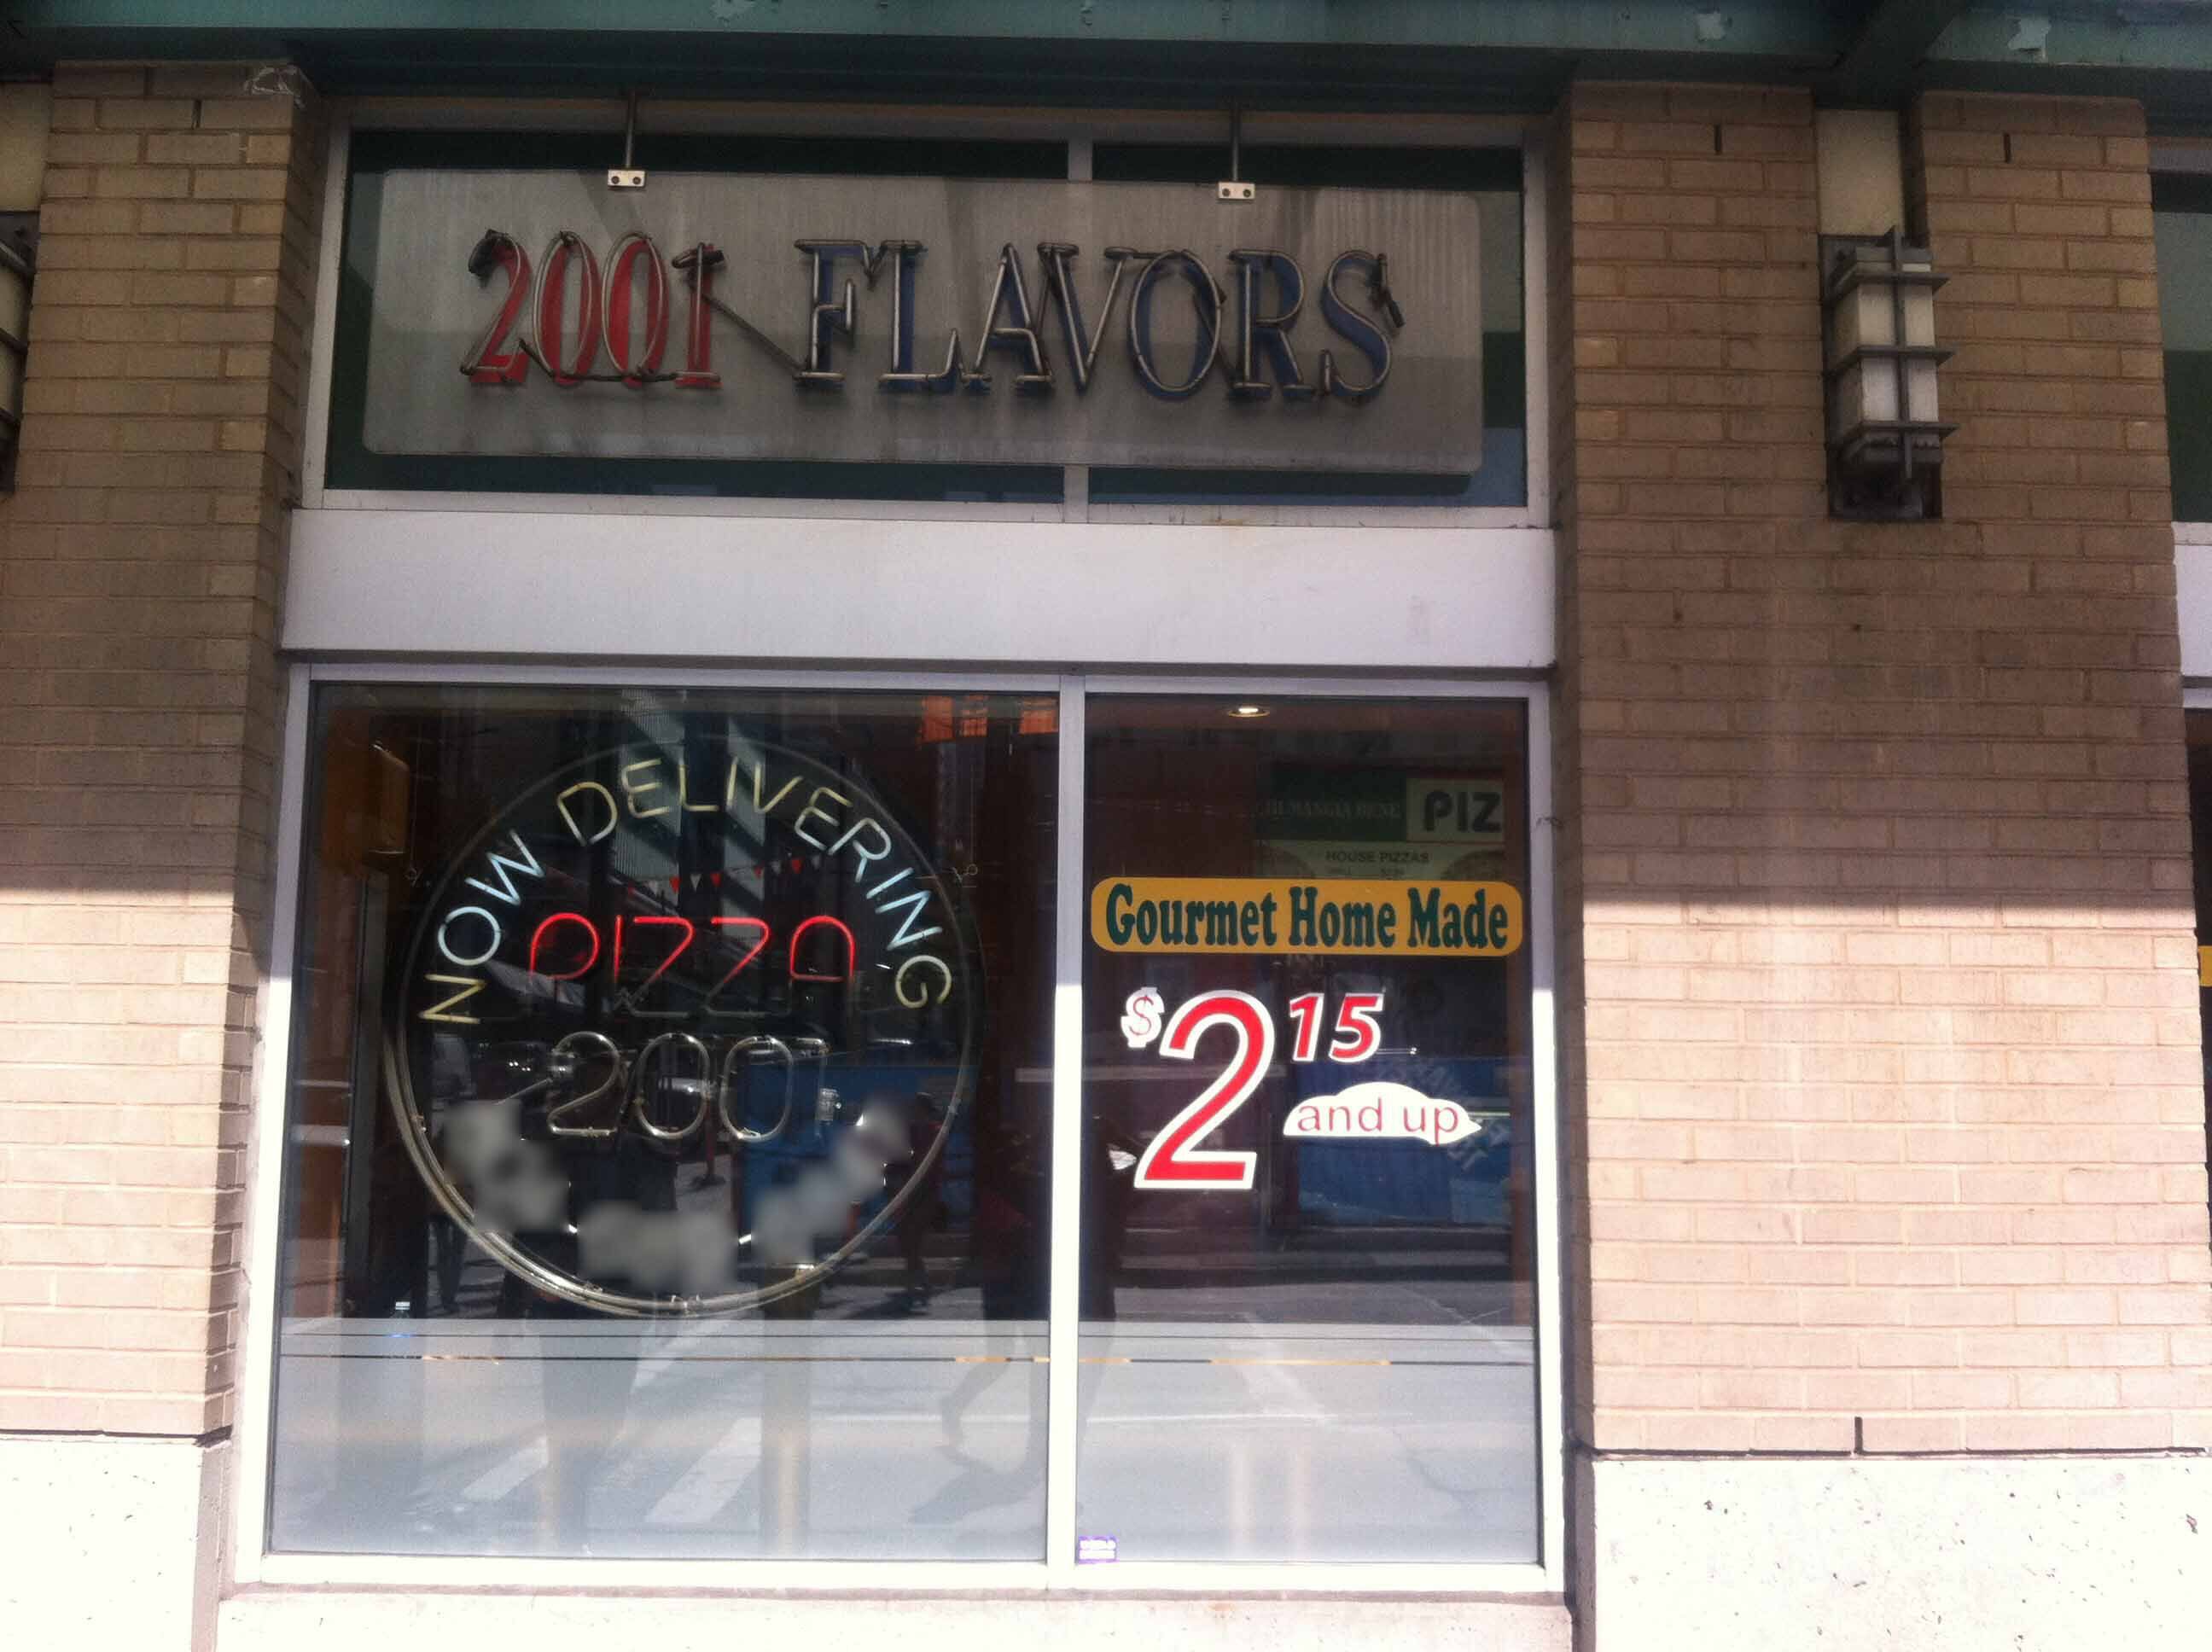 2001 FLAVORS
NOW DELIVERING
PIZZA
2001
PIZ
HOUSE PIZZAS
Gourmet Home Made
$2 15
and up